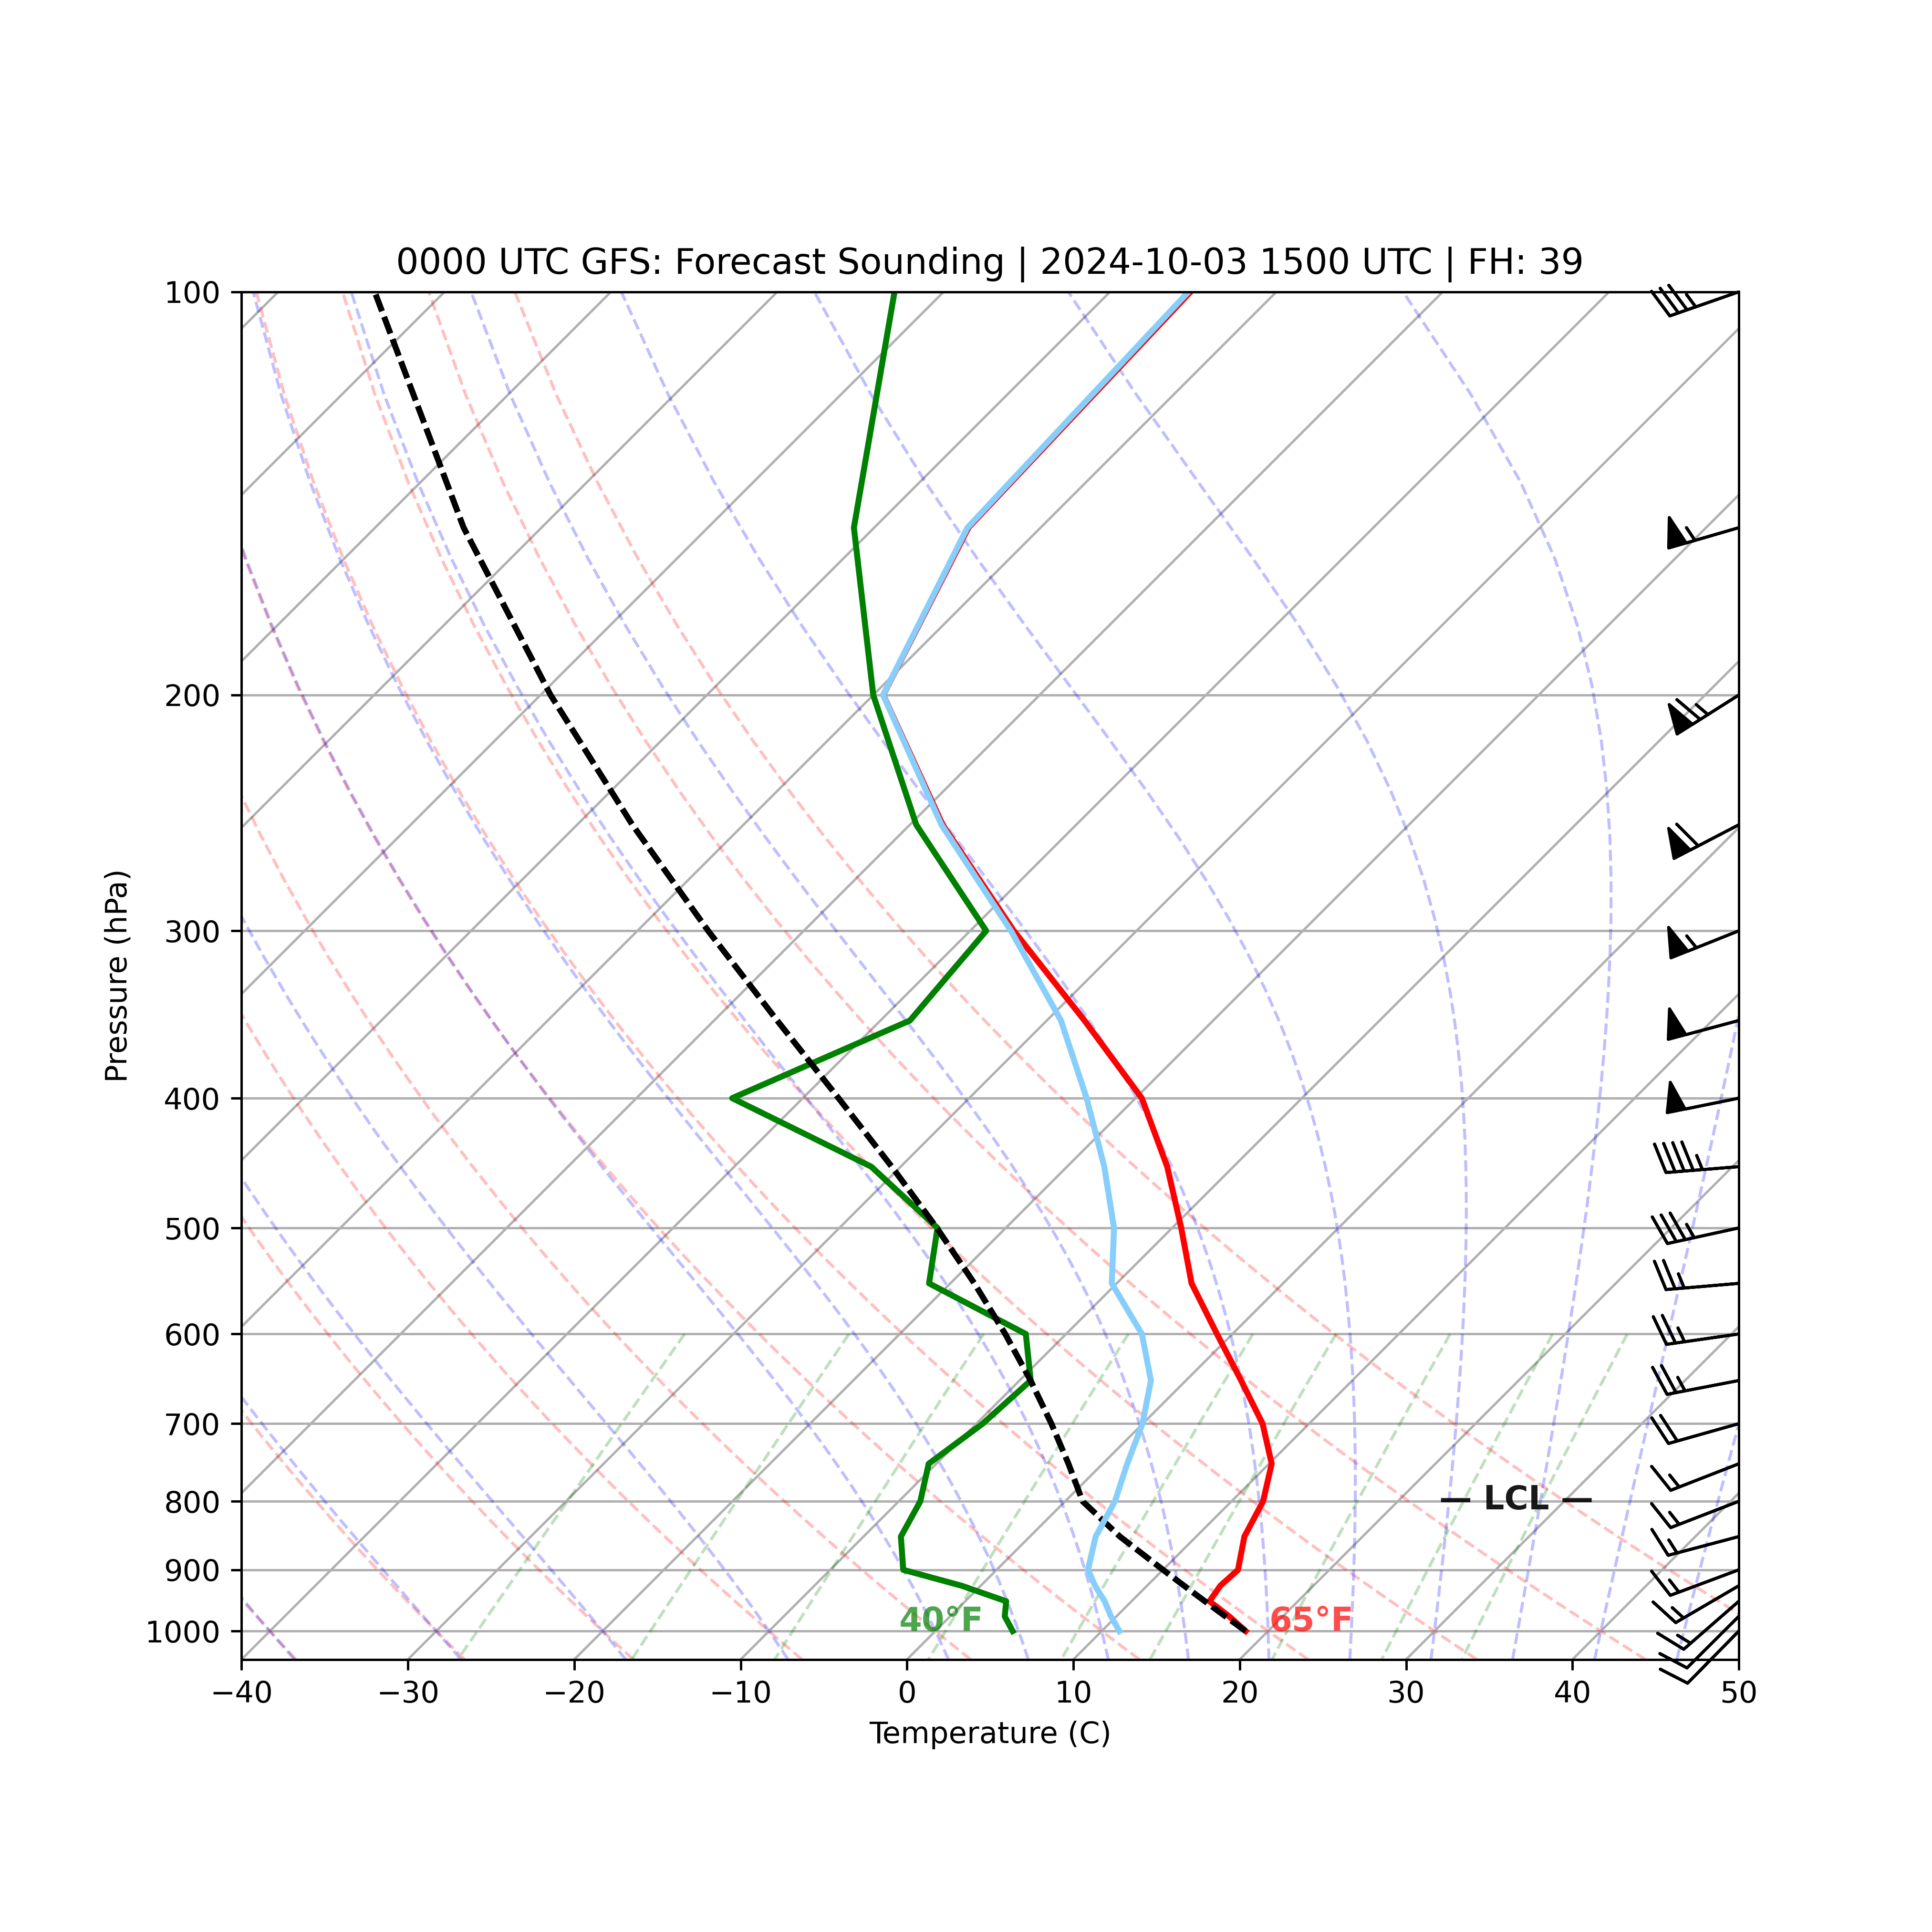 0000 UTC GFS: Forecast Sounding | 2024-10-03 1500 UTC | FH: 39
100
200
300
400
500
600
700
800
900
1000
Pressure (hPa)
LCL
40°F
65°F
−40 −30 −20 −10 0 10 20 30 40 50
Temperature (C)